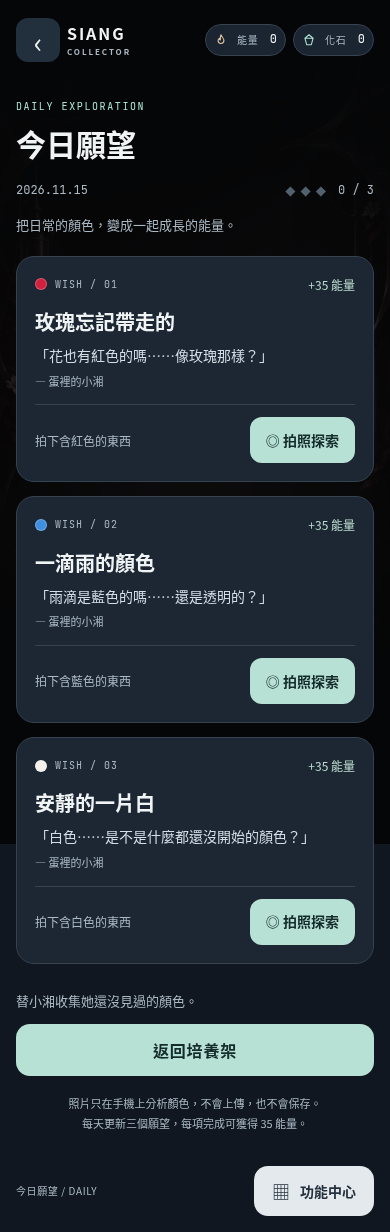 ‹ SIANG
COLLECTOR
能量 0
化石 0
DAILY EXPLORATION
今日願望
2026.11.15
◆ ◆ ◆ 0 / 3
把日常的顏色，變成一起成長的能量。
WISH / 01
+35 能量
玫瑰忘記帶走的
「花也有紅色的嗎⋯⋯像玫瑰那樣？」
— 蛋裡的小湘
拍下含紅色的東西
◎ 拍照探索
WISH / 02
+35 能量
一滴雨的顏色
「雨滴是藍色的嗎⋯⋯還是透明的？」
— 蛋裡的小湘
拍下含藍色的東西
◎ 拍照探索
WISH / 03
+35 能量
安靜的一片白
「白色⋯⋯是不是什麼都還沒開始的顏色？」
— 蛋裡的小湘
拍下含白色的東西
◎ 拍照探索
替小湘收集她還沒見過的顏色。
返回培養架
照片只在手機上分析顏色，不會上傳，也不會保存。
每天更新三個願望，每項完成可獲得 35 能量。
今日願望 / DAILY
▦ 功能中心